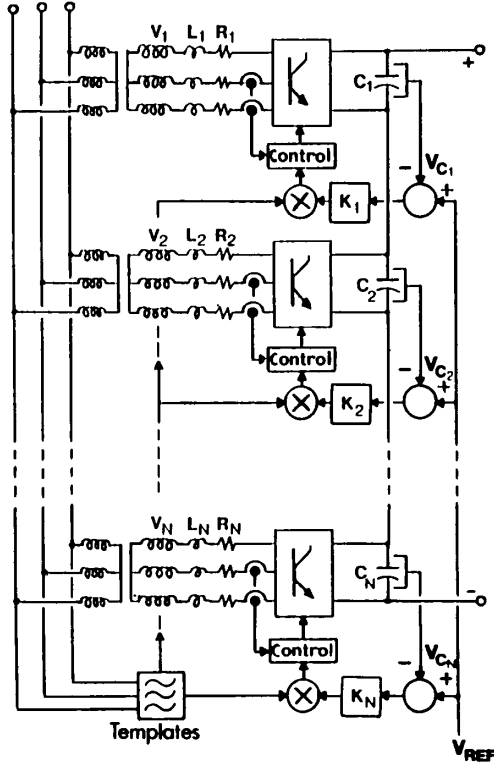 V1 L1 R1
+
C1
Control
− VC1
+
X K1
V2 L2 R2
C2
Control
− VC2
+
X K2
VN LN RN
CN
−
Control
− VCN
+
X KN
Templates
VREF